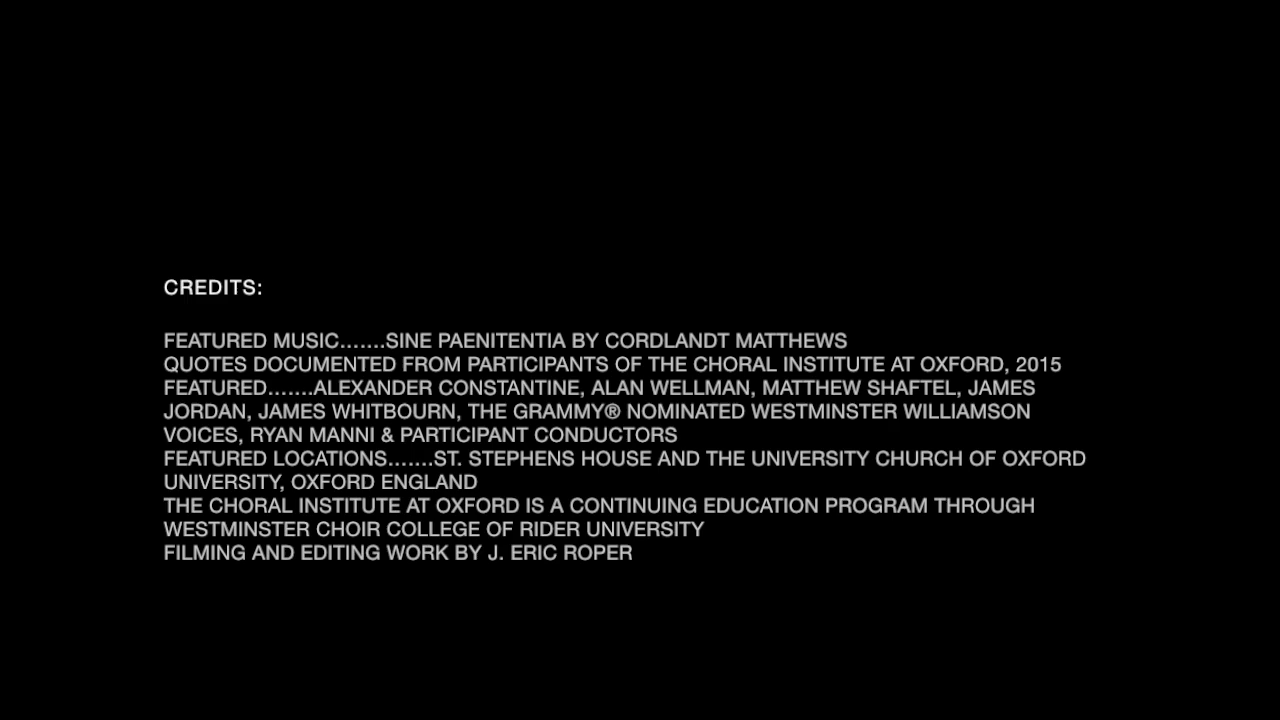 CREDITS:
FEATURED MUSIC.......SINE PAENITENTIA BY CORDLANDT MATTHEWS
QUOTES DOCUMENTED FROM PARTICIPANTS OF THE CHORAL INSTITUTE AT OXFORD, 2015
FEATURED.......ALEXANDER CONSTANTINE, ALAN WELLMAN, MATTHEW SHAFTEL, JAMES
JORDAN, JAMES WHITBOURN, THE GRAMMY® NOMINATED WESTMINSTER WILLIAMSON
VOICES, RYAN MANNI & PARTICIPANT CONDUCTORS
FEATURED LOCATIONS.......ST. STEPHENS HOUSE AND THE UNIVERSITY CHURCH OF OXFORD
UNIVERSITY, OXFORD ENGLAND
THE CHORAL INSTITUTE AT OXFORD IS A CONTINUING EDUCATION PROGRAM THROUGH
WESTMINSTER CHOIR COLLEGE OF RIDER UNIVERSITY
FILMING AND EDITING WORK BY J. ERIC ROPER